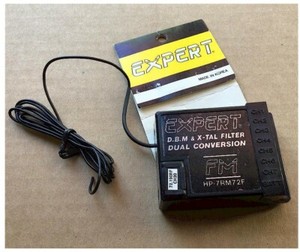 EXPERT
MADE IN KOREA
EXPERT
D.B.M & X-TAL FILTER
DUAL CONVERSION
FM
HP-7RM72F